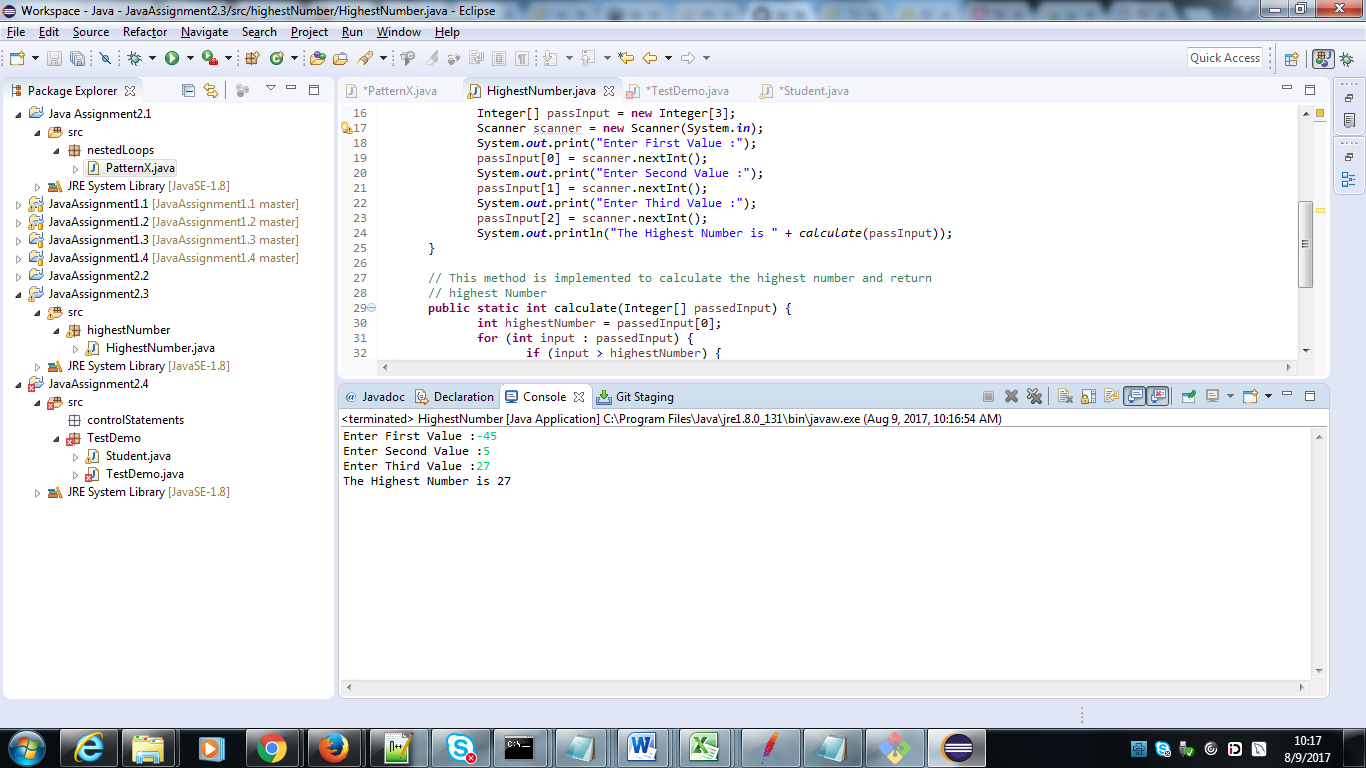 Workspace - Java - JavaAssignment2.3/src/highestNumber/HighestNumber.java - Eclipse
File Edit Source Refactor Navigate Search Project Run Window Help
Quick Access
Package Explorer
Java Assignment2.1
src
nestedLoops
PatternX.java
JRE System Library [JavaSE-1.8]
JavaAssignment1.1 [JavaAssignment1.1 master]
JavaAssignment1.2 [JavaAssignment1.2 master]
JavaAssignment1.3 [JavaAssignment1.3 master]
JavaAssignment1.4 [JavaAssignment1.4 master]
JavaAssignment2.2
JavaAssignment2.3
src
highestNumber
HighestNumber.java
JRE System Library [JavaSE-1.8]
JavaAssignment2.4
src
controlStatements
TestDemo
Student.java
TestDemo.java
JRE System Library [JavaSE-1.8]
*PatternX.java HighestNumber.java *TestDemo.java *Student.java
16 Integer[] passInput = new Integer[3];
17 Scanner scanner = new Scanner(System.in);
18 System.out.print("Enter First Value :");
19 passInput[0] = scanner.nextInt();
20 System.out.print("Enter Second Value :");
21 passInput[1] = scanner.nextInt();
22 System.out.print("Enter Third Value :");
23 passInput[2] = scanner.nextInt();
24 System.out.println("The Highest Number is " + calculate(passInput));
25 }
26
27 // This method is implemented to calculate the highest number and return
28 // highest Number
29 public static int calculate(Integer[] passedInput) {
30 int highestNumber = passedInput[0];
31 for (int input : passedInput) {
32 if (input > highestNumber) {
Javadoc Declaration Console Git Staging
<terminated> HighestNumber [Java Application] C:\Program Files\Java\jre1.8.0_131\bin\javaw.exe (Aug 9, 2017, 10:16:54 AM)
Enter First Value :-45
Enter Second Value :5
Enter Third Value :27
The Highest Number is 27
10:17
8/9/2017